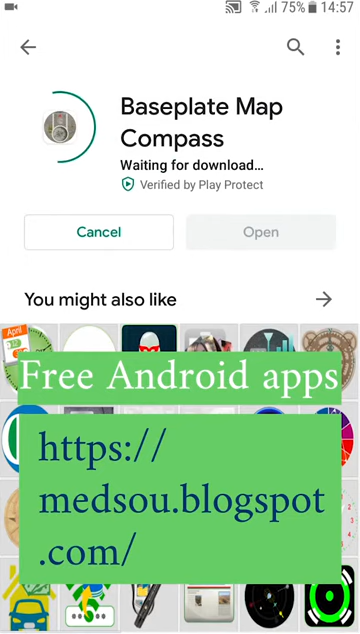 75% 14:57
Baseplate Map
Compass
Waiting for download...
Verified by Play Protect
Cancel
Open
You might also like
April
Free Android apps
https://
medsou.blogspot
.com/